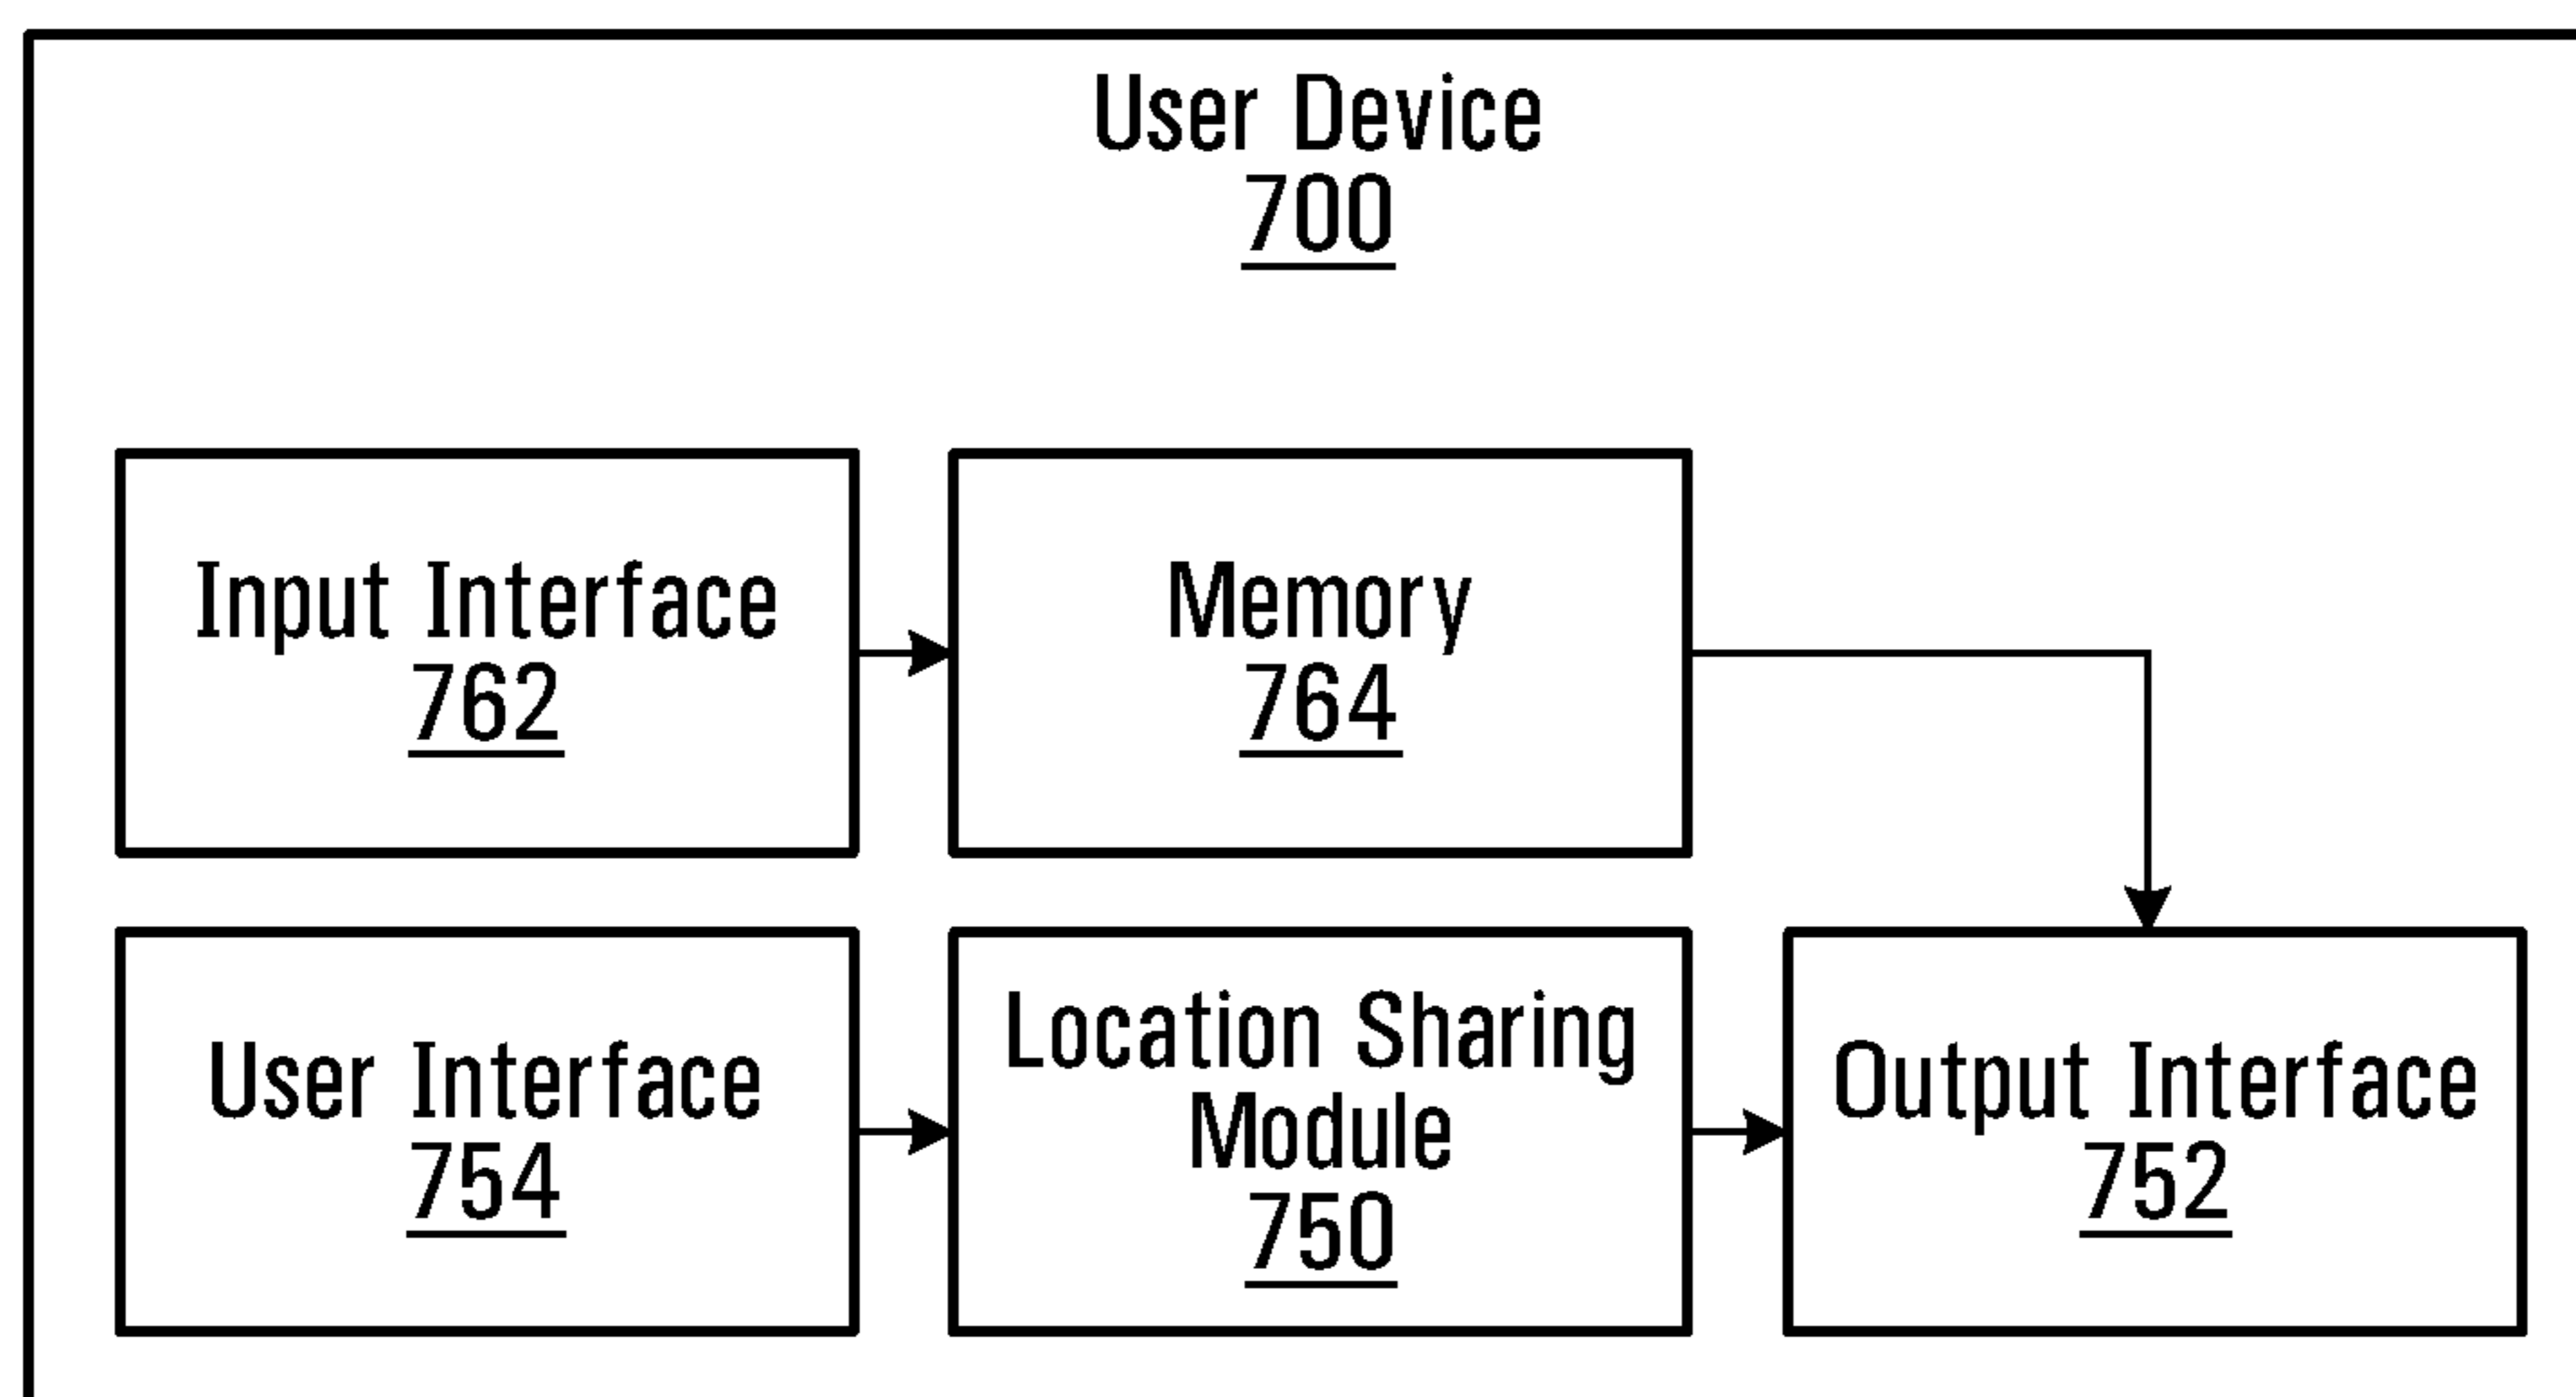 User Device
700
Input Interface
762
Memory
764
User Interface
754
Location Sharing
Module
750
Output Interface
752